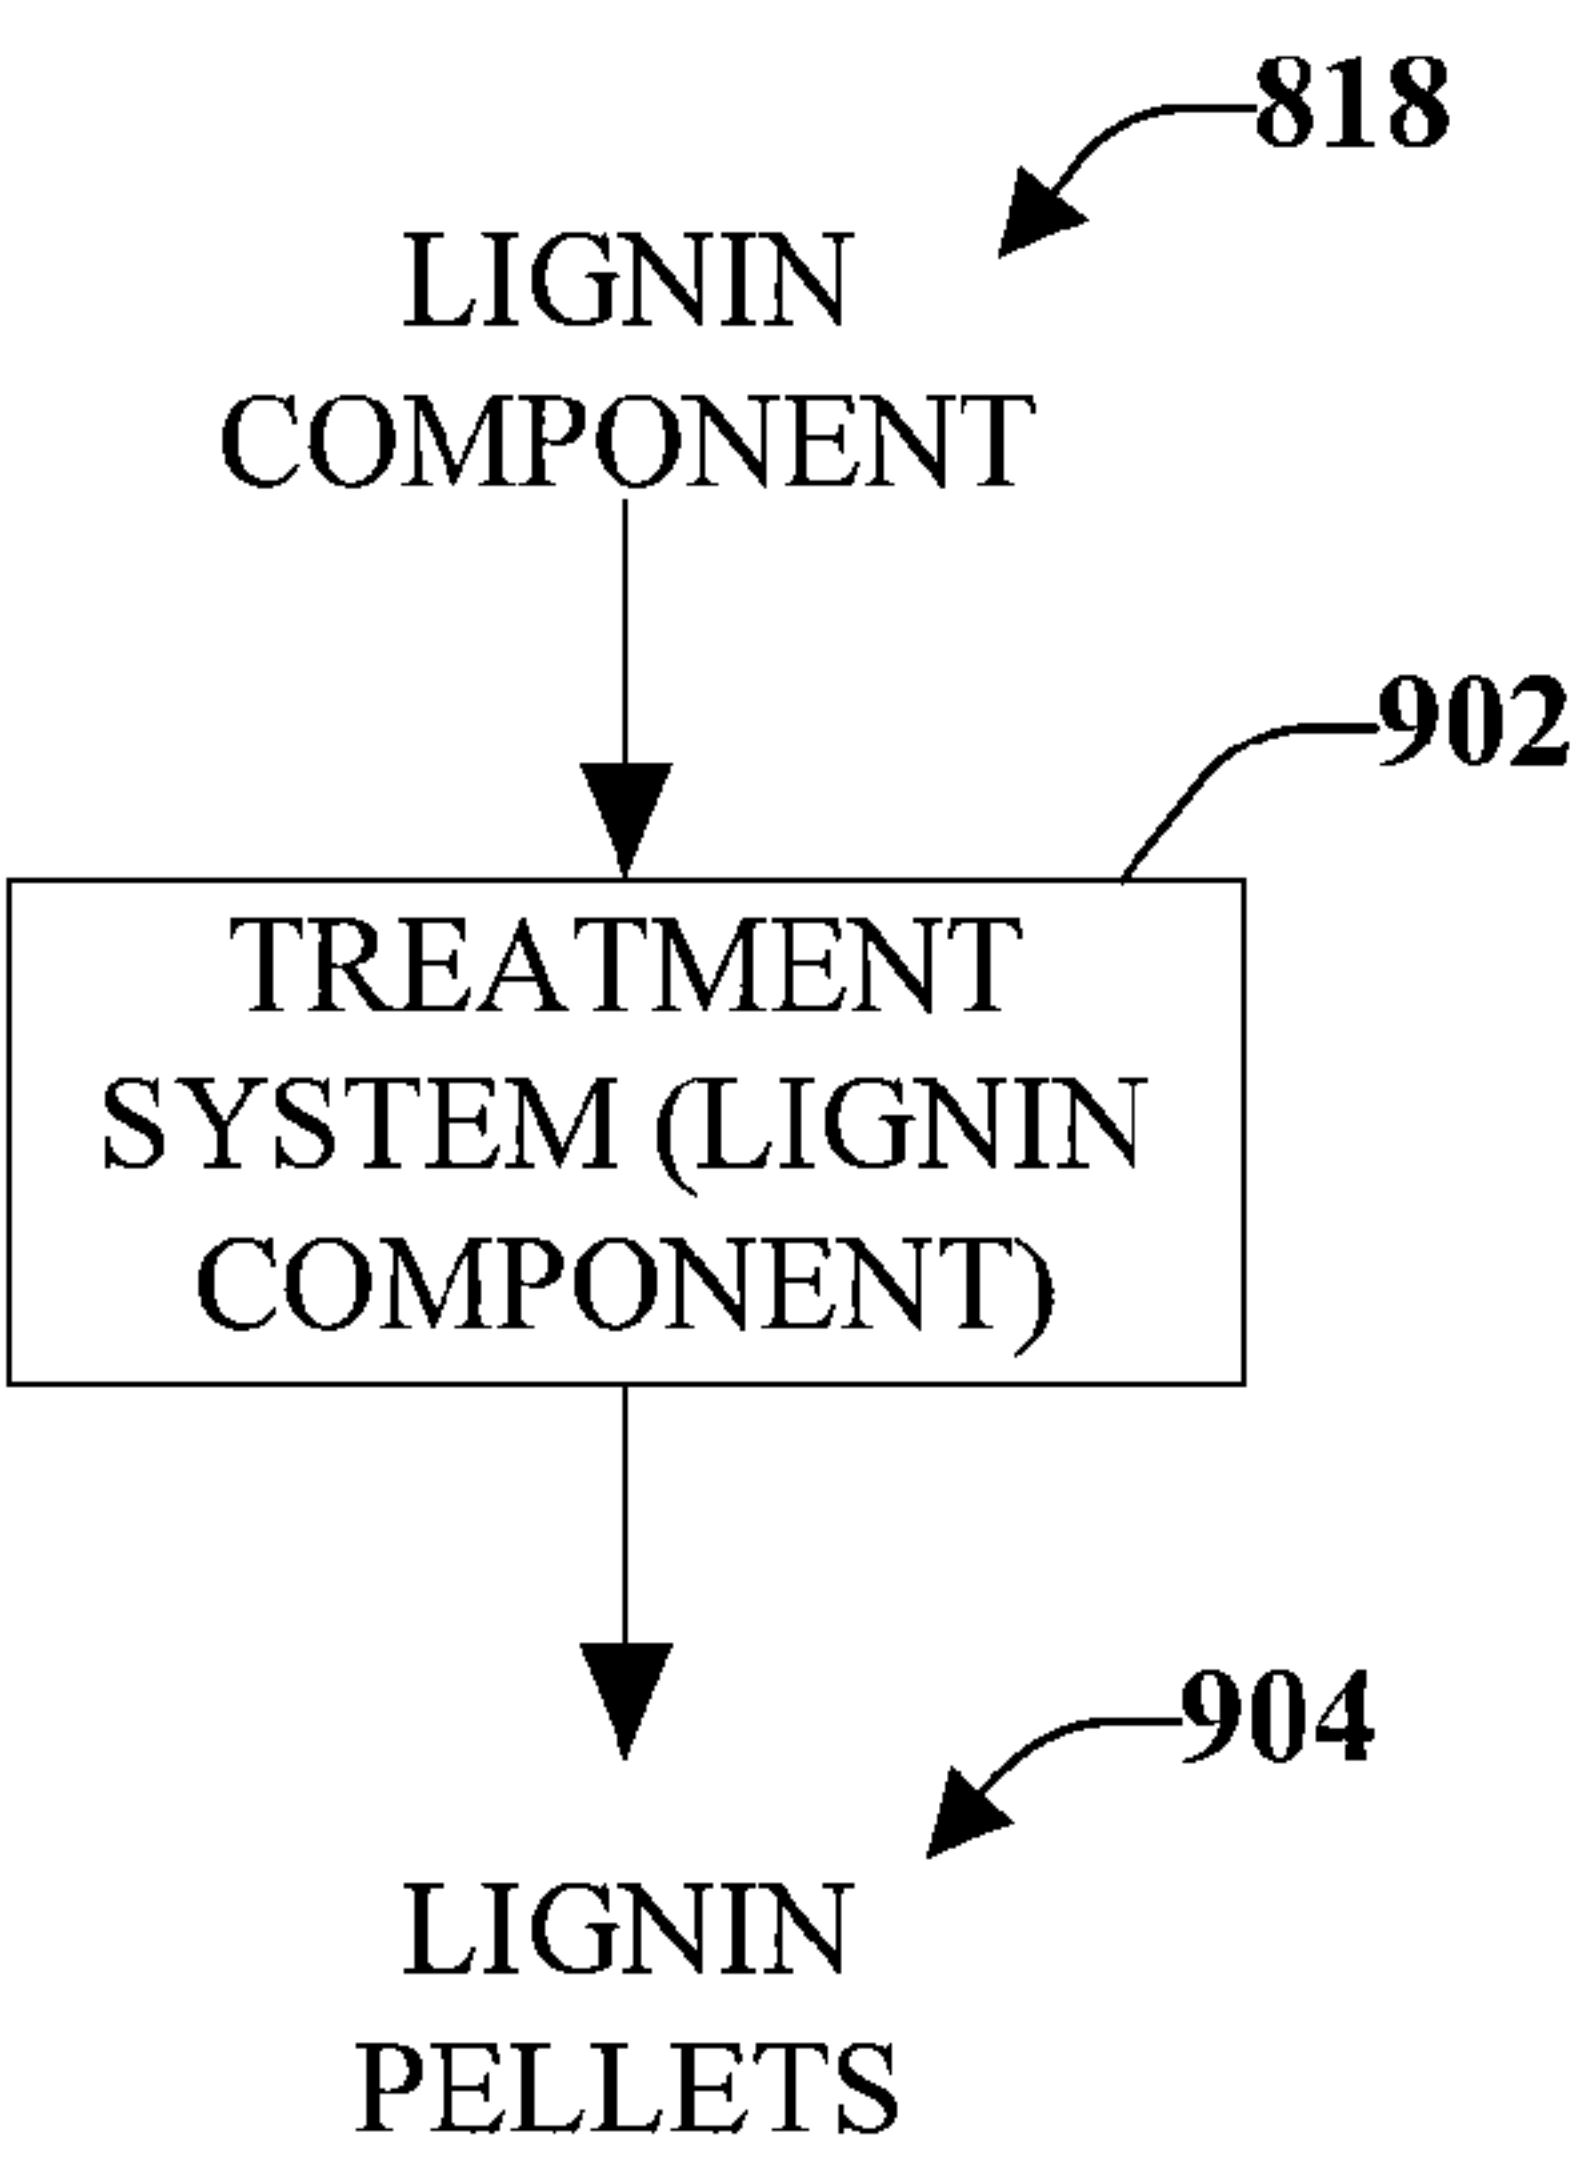 818
LIGNIN
COMPONENT
902
TREATMENT
SYSTEM (LIGNIN
COMPONENT)
904
LIGNIN
PELLETS